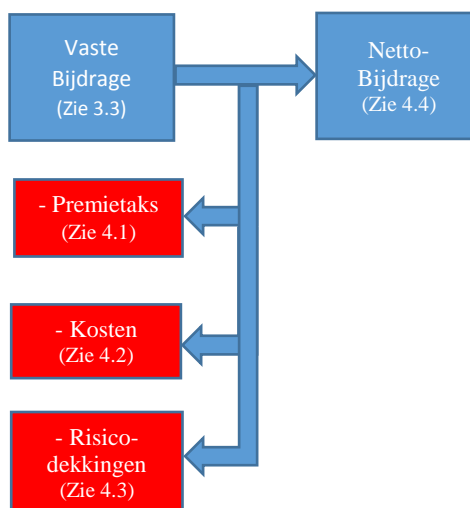 Vaste
Bijdrage
(Zie 3.3)
Netto-
Bijdrage
(Zie 4.4)
- Premietaks
(Zie 4.1)
- Kosten
(Zie 4.2)
- Risico-
dekkingen
(Zie 4.3)